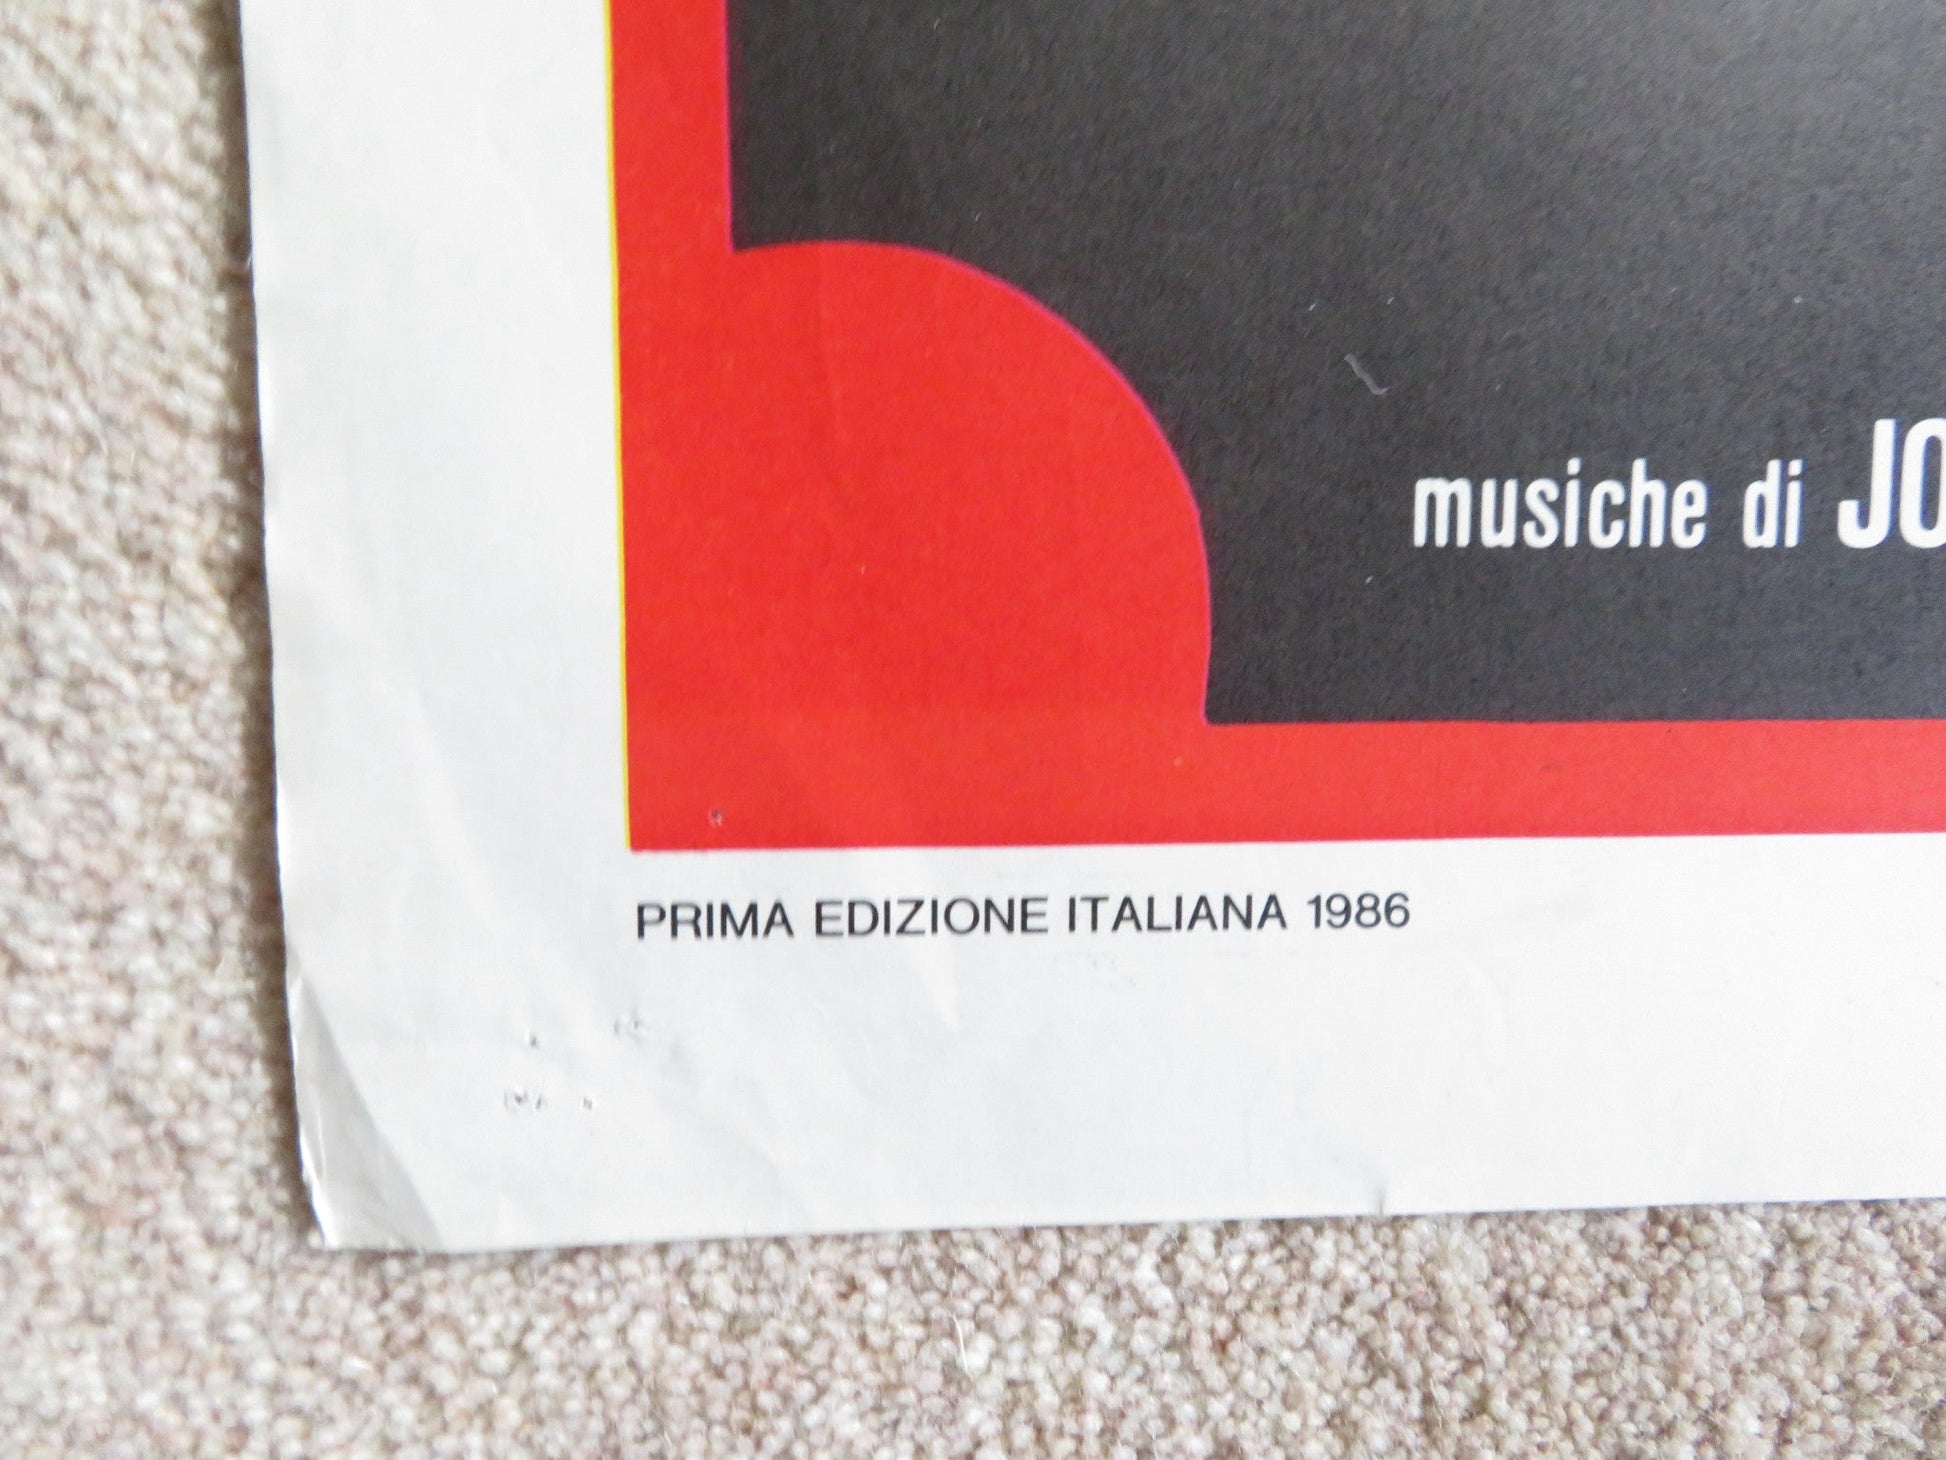 musiche di JO
PRIMA EDIZIONE ITALIANA 1986